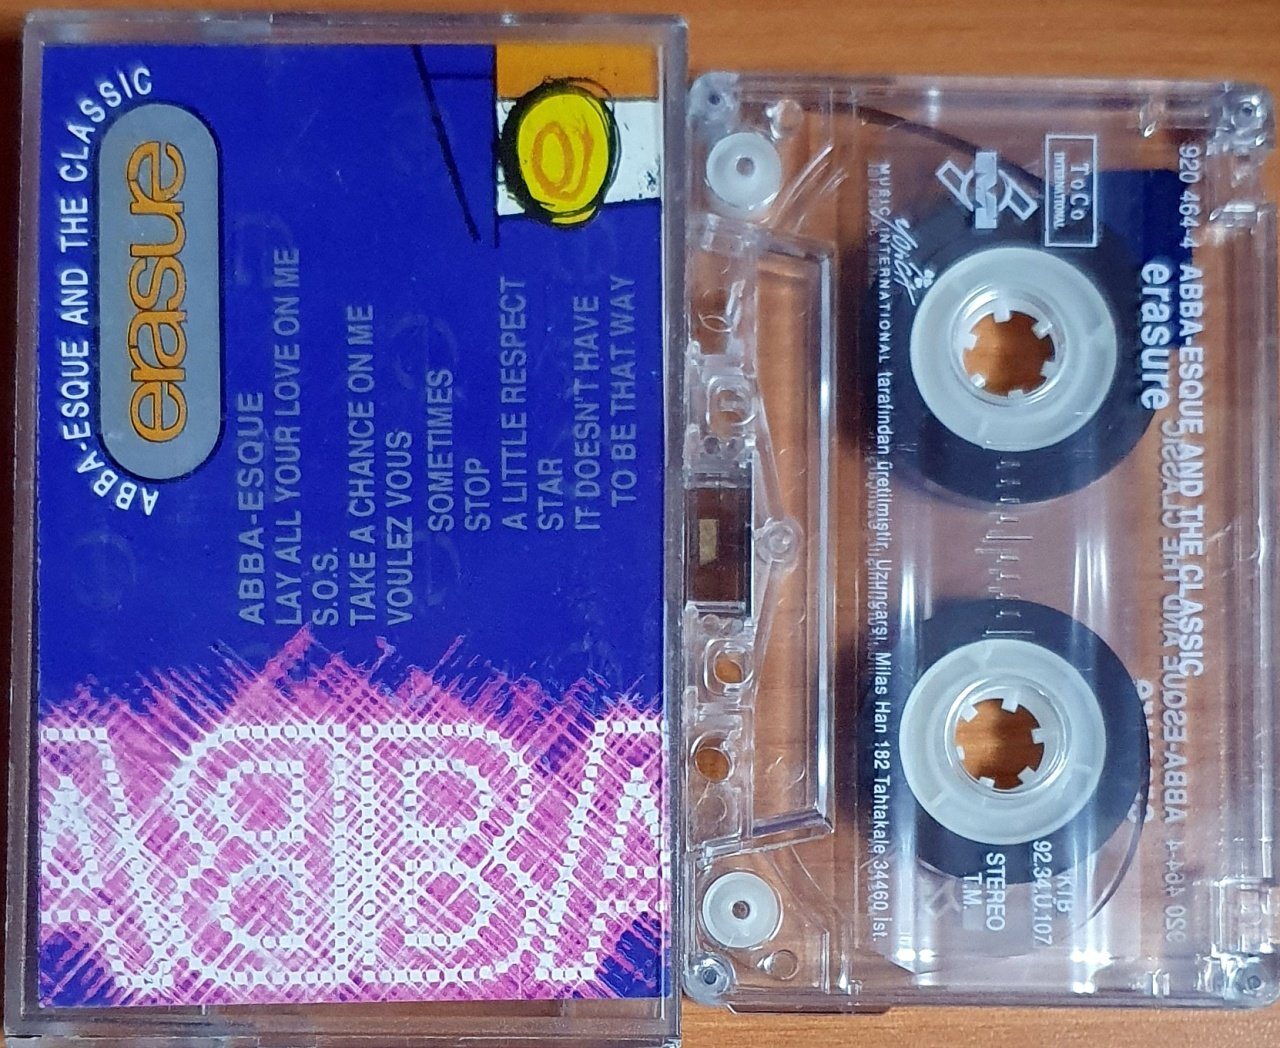 ABBA-ESQUE AND THE CLASSIC
erasure
ABBA-ESQUE
LAY ALL YOUR LOVE ON ME
S.O.S.
TAKE A CHANCE ON ME
VOULEZ VOUS
SOMETIMES
STOP
A LITTLE RESPECT
STAR
IT DOESN'T HAVE
TO BE THAT WAY
ABBA
920 464-4 ABBA-ESQUE AND THE CLASSIC
erasure
ToCo
INTERNATIONAL
KTB
92.34.U.107
STEREO
T.M.
MUSIC INTERNATIONAL tarafından üretilmiştir. Uzunçarşı, Milas Han 182 Tahtakale 34460 İst.